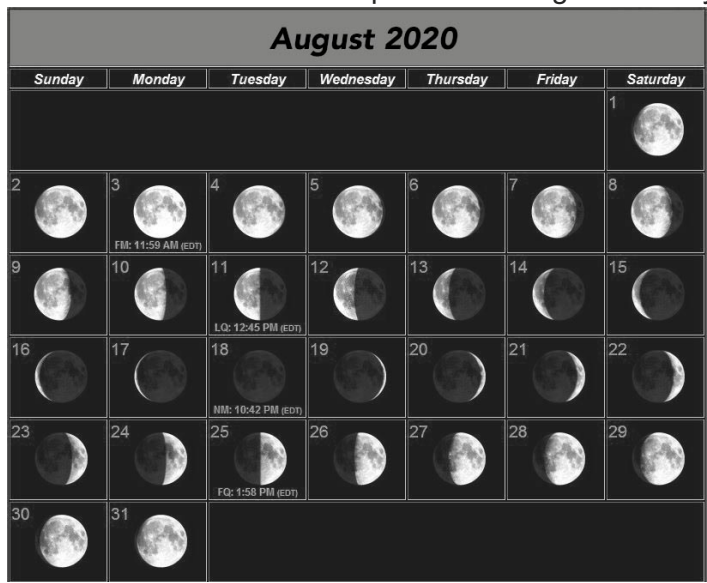 August 2020
Sunday Monday Tuesday Wednesday Thursday Friday Saturday
1
2 3 4 5 6 7 8
FM: 11:59 AM (EDT)
9 10 11 12 13 14 15
LQ: 12:45 PM (EDT)
16 17 18 19 20 21 22
NM: 10:42 PM (EDT)
23 24 25 26 27 28 29
FQ: 1:58 PM (EDT)
30 31